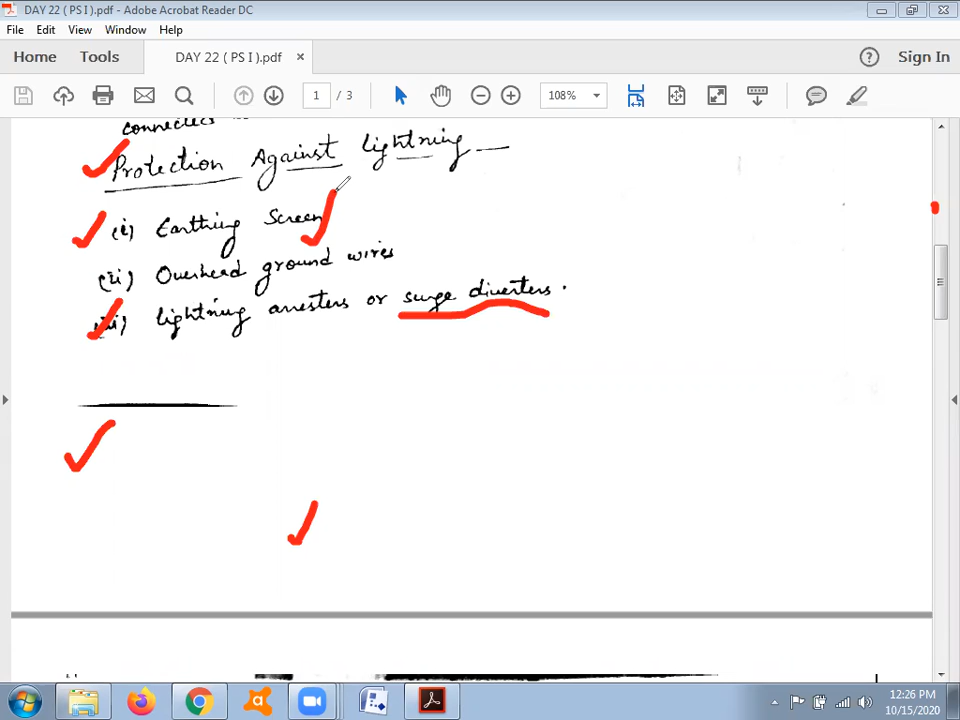 DAY 22 ( PS I ).pdf - Adobe Acrobat Reader DC
File Edit View Window Help
Home Tools DAY 22 ( PS I ).pdf × Sign In
1 / 3 108%
Protection Against lightning
(i) Earthing Screen
(ii) Overhead ground wires
(iii) lightning arresters or surge diverters.
12:26 PM
10/15/2020